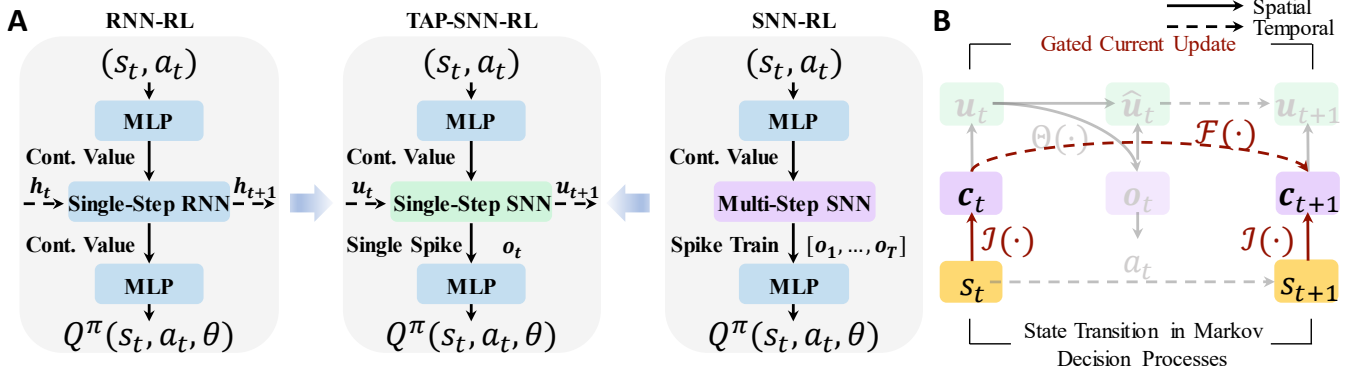 A
RNN-RL
(s_t, a_t)
MLP
Cont. Value
h_t
Single-Step RNN
h_{t+1}
Cont. Value
MLP
Q^π(s_t, a_t, θ)
TAP-SNN-RL
(s_t, a_t)
MLP
Cont. Value
u_t
Single-Step SNN
u_{t+1}
Single Spike o_t
MLP
Q^π(s_t, a_t, θ)
SNN-RL
(s_t, a_t)
MLP
Cont. Value
Multi-Step SNN
Spike Train [o_1, ..., o_T]
MLP
Q^π(s_t, a_t, θ)
B
Spatial
Temporal
Gated Current Update
u_t û_t u_{t+1}
Θ(·) ℱ(·)
c_t o_t c_{t+1}
ℐ(·) ℐ(·)
s_t a_t s_{t+1}
State Transition in Markov
Decision Processes